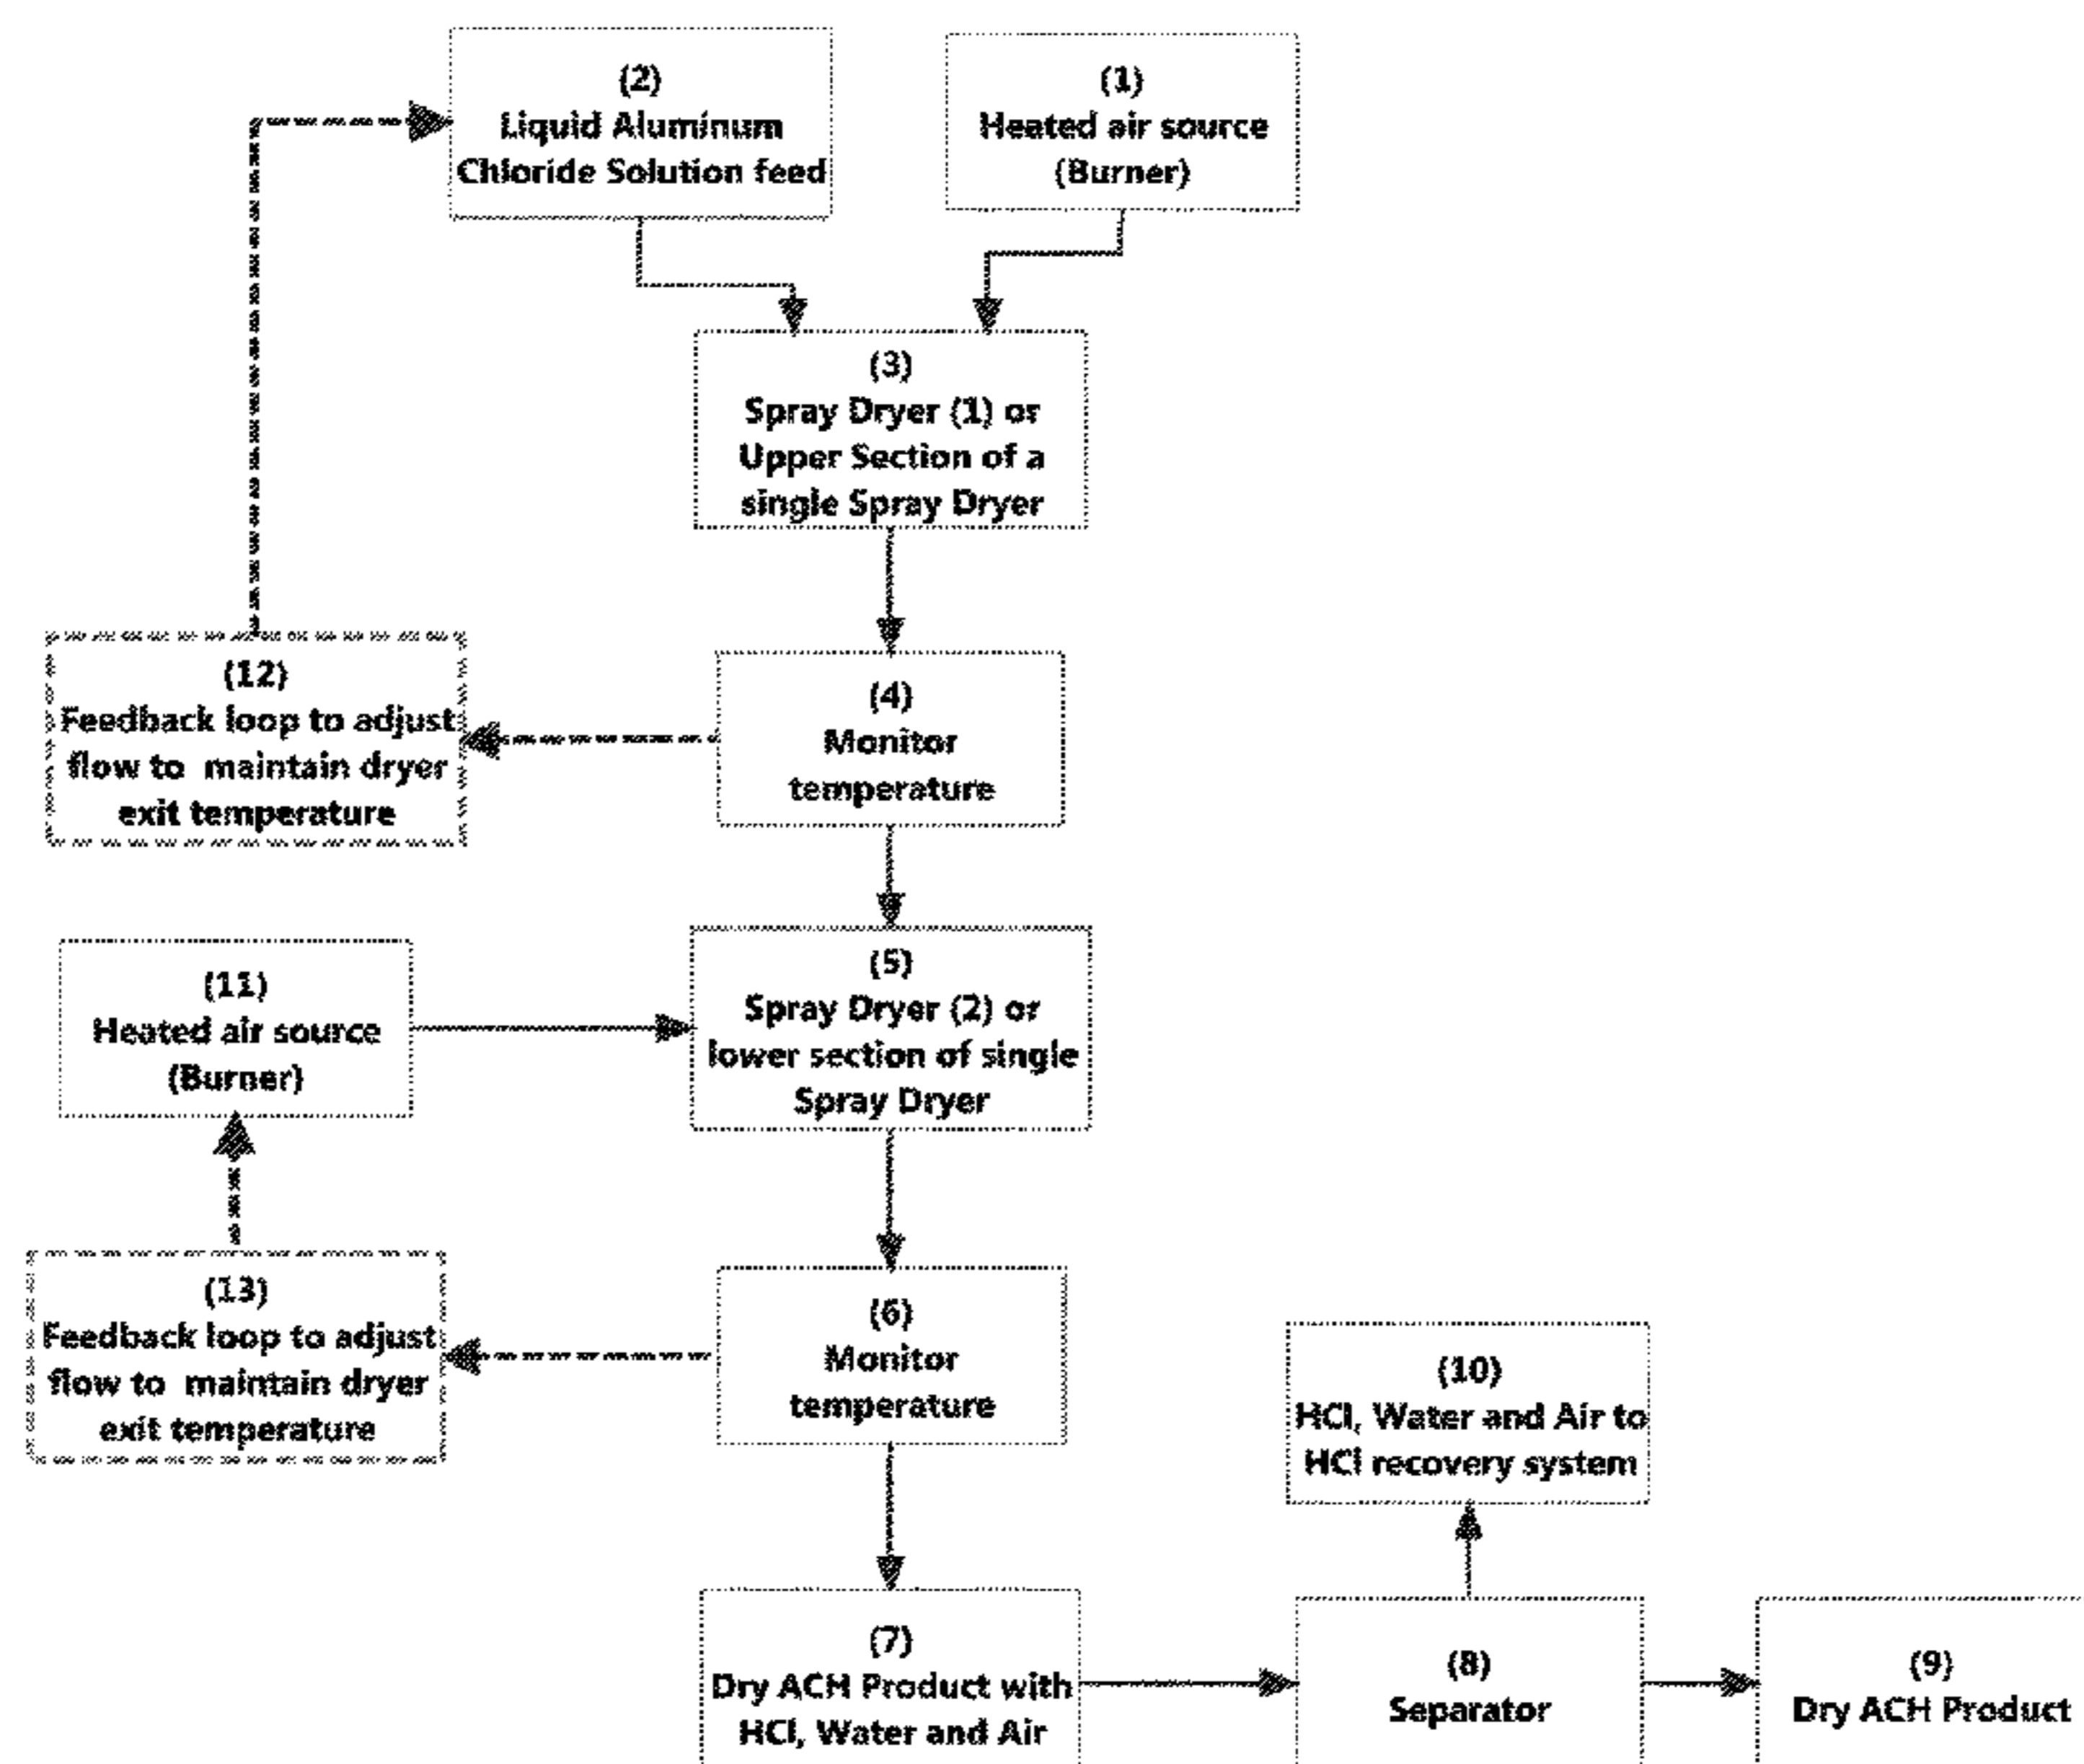 (2)
Liquid Aluminum
Chloride Solution feed
(1)
Heated air source
(Burner)
(3)
Spray Dryer (1) or
Upper Section of a
single Spray Dryer
(12)
Feedback loop to adjust
flow to maintain dryer
exit temperature
(4)
Monitor
temperature
(11)
Heated air source
(Burner)
(5)
Spray Dryer (2) or
lower section of single
Spray Dryer
(13)
Feedback loop to adjust
flow to maintain dryer
exit temperature
(6)
Monitor
temperature
(10)
HCl, Water and Air to
HCl recovery system
(7)
Dry ACH Product with
HCl, Water and Air
(8)
Separator
(9)
Dry ACH Product